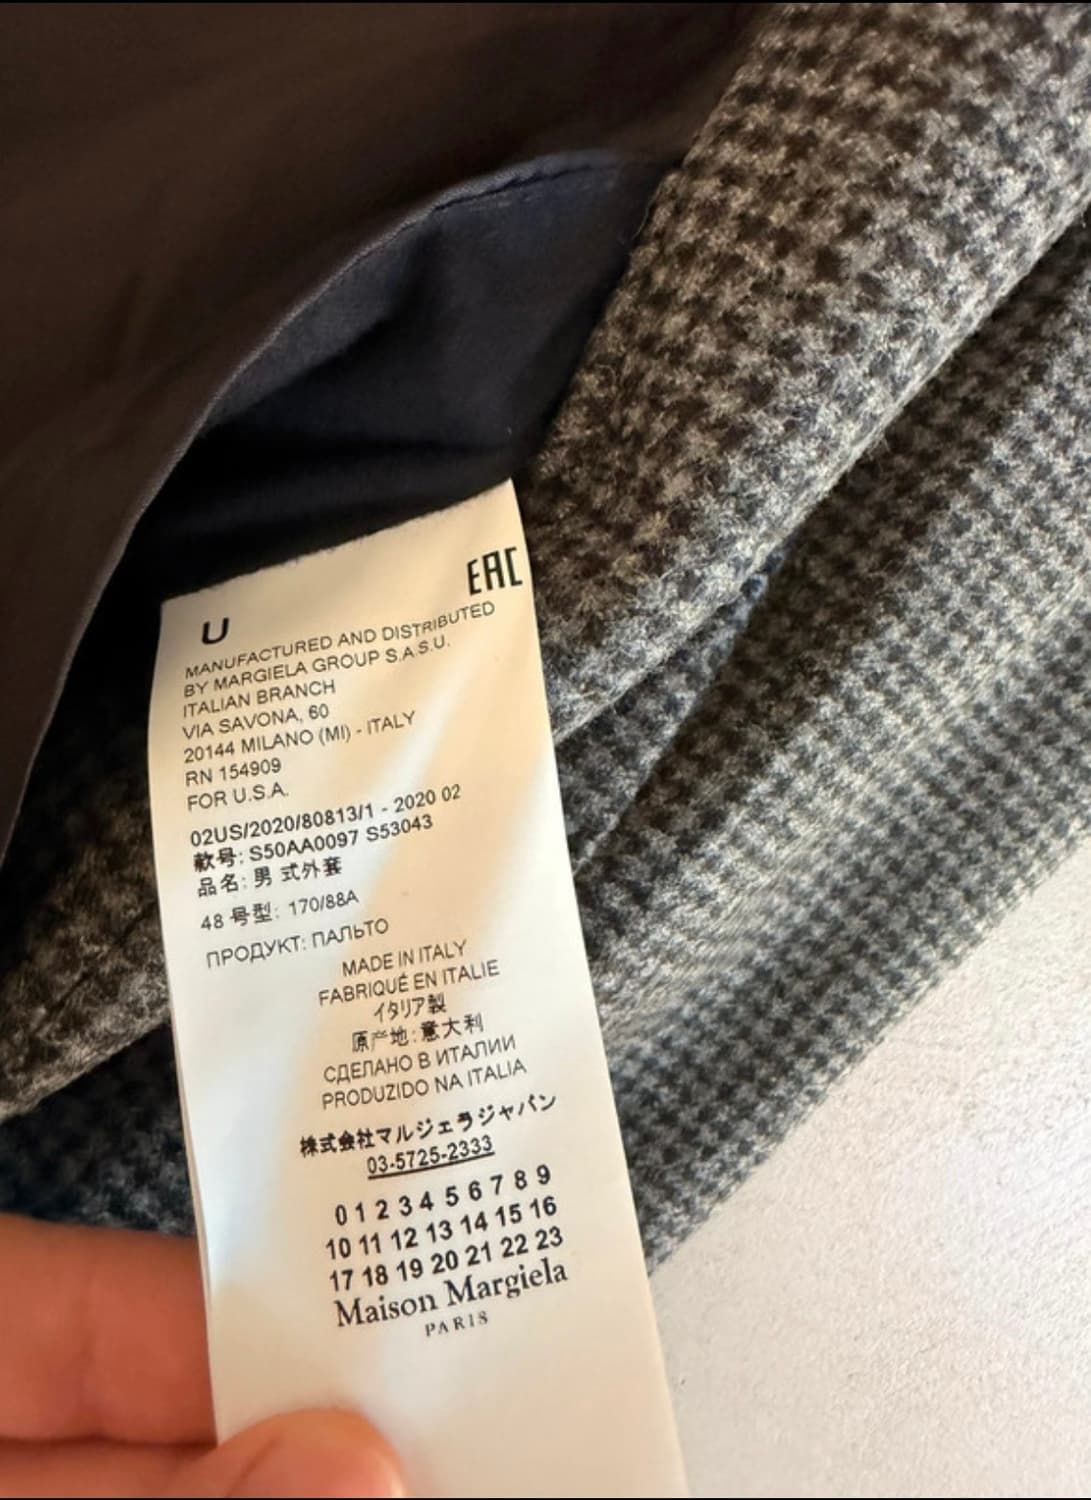 U
EAC
MANUFACTURED AND DISTRIBUTED
BY MARGIELA GROUP S.A.S.U.
ITALIAN BRANCH
VIA SAVONA, 60
20144 MILANO (MI) - ITALY
RN 154909
FOR U.S.A.
02US/2020/80813/1 - 2020 02
款号: S50AA0097 S53043
品名: 男 式外套
48 号型: 170/88A
ПРОДУКТ: ПАЛЬТО
MADE IN ITALY
FABRIQUÉ EN ITALIE
イタリア製
原产地:意大利
СДЕЛАНО В ИТАЛИИ
PRODUZIDO NA ITALIA
株式会社マルジェラジャパン
03-5725-2333
0 1 2 3 4 5 6 7 8 9
10 11 12 13 14 15 16
17 18 19 20 21 22 23
Maison Margiela
PARIS